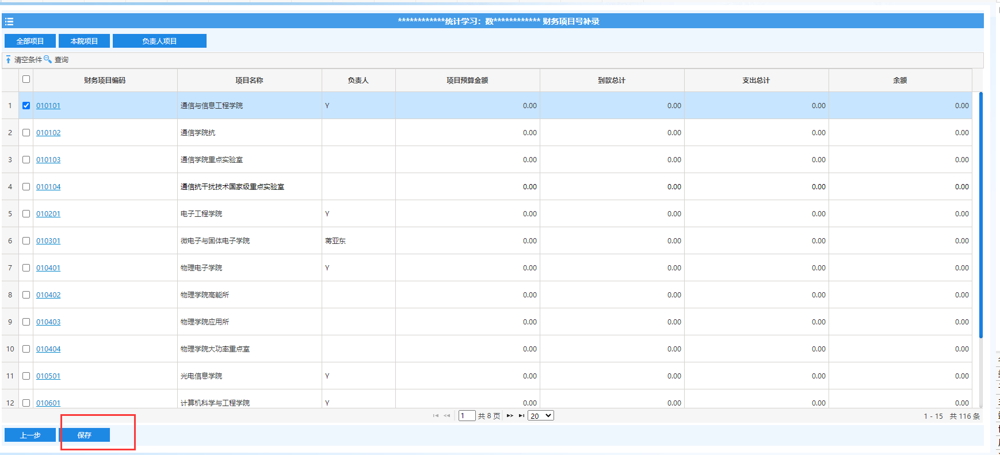 ************统计学习：数************ 财务项目号补录
全部项目 本院项目 负责人项目
清空条件 查询
财务项目编码 项目名称 负责人 项目预算金额 到款总计 支出总计 余额
1 010101 通信与信息工程学院 Y 0.00 0.00 0.00 0.00
2 010102 通信学院抗 0.00 0.00 0.00 0.00
3 010103 通信学院重点实验室 0.00 0.00 0.00 0.00
4 010104 通信抗干扰技术国家级重点实验室 0.00 0.00 0.00 0.00
5 010201 电子工程学院 Y 0.00 0.00 0.00 0.00
6 010301 微电子与固体电子学院 蒋亚东 0.00 0.00 0.00 0.00
7 010401 物理电子学院 Y 0.00 0.00 0.00 0.00
8 010402 物理学院高能所 0.00 0.00 0.00 0.00
9 010403 物理学院应用所 0.00 0.00 0.00 0.00
10 010404 物理学院大功率重点室 0.00 0.00 0.00 0.00
11 010501 光电信息学院 Y 0.00 0.00 0.00 0.00
12 010601 计算机科学与工程学院 Y 0.00 0.00 0.00 0.00
1 共 8 页 20 1 - 15 共 116 条
上一步 保存